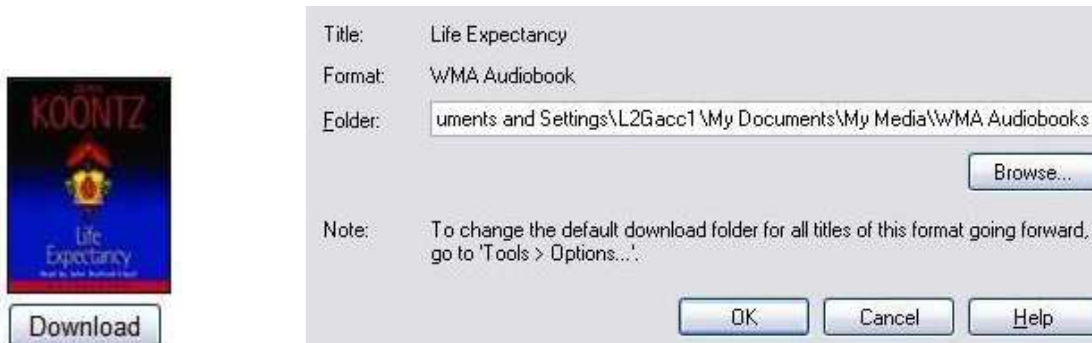 KOONTZ
Life
Expectancy
Download
Title: Life Expectancy
Format: WMA Audiobook
Folder: uments and Settings\L2Gacc1\My Documents\My Media\WMA Audiobooks
Browse...
Note: To change the default download folder for all titles of this format going forward,
go to 'Tools > Options...'.
OK Cancel Help